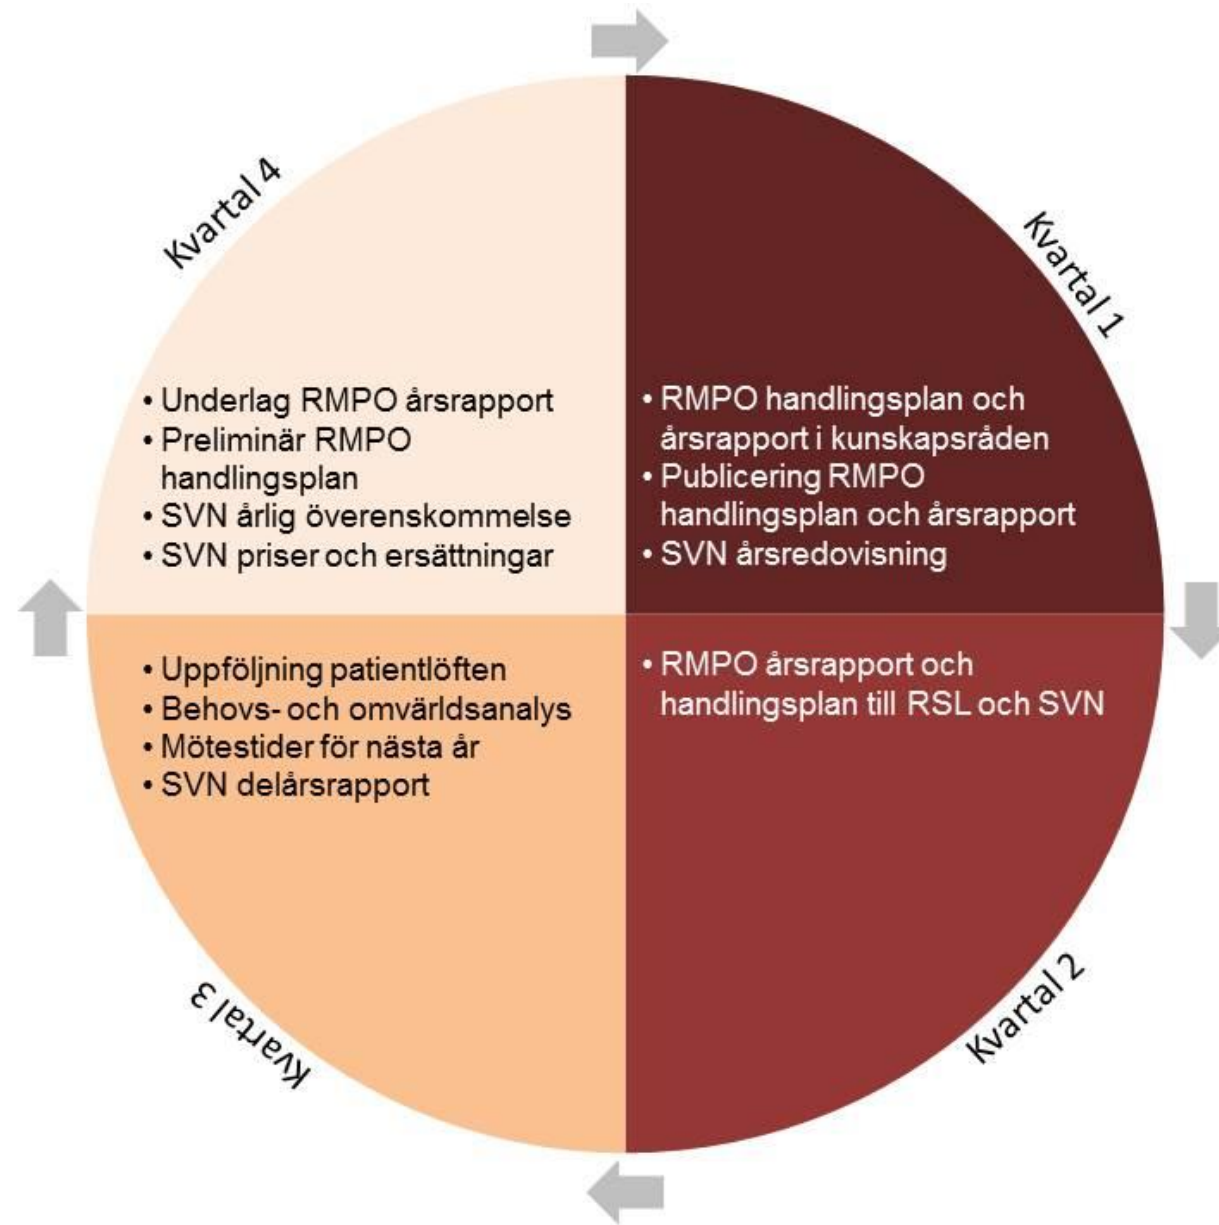 Kvartal 4
• Underlag RMPO årsrapport
• Preliminär RMPO
handlingsplan
• SVN årlig överenskommelse
• SVN priser och ersättningar
Kvartal 1
• RMPO handlingsplan och
årsrapport i kunskapsråden
• Publicering RMPO
handlingsplan och årsrapport
• SVN årsredovisning
• Uppföljning patientlöften
• Behovs- och omvärldsanalys
• Mötestider för nästa år
• SVN delårsrapport
Kvartal 3
• RMPO årsrapport och
handlingsplan till RSL och SVN
Kvartal 2